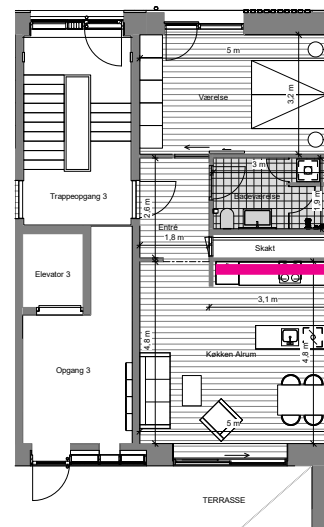 5 m
Værelse
3,2 m
3 m
Trappeopgang 3
Badeværelse
1,9 m
2,6 m
Entré
1,8 m
Skakt
Elevator 3
3,1 m
4,8 m
Køkken Alrum
4,8 m
Opgang 3
5 m
TERRASSE